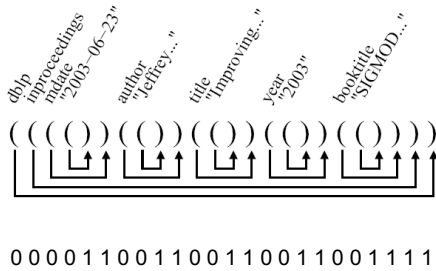 dblp
inproceedings
mdate
"2003−06−23"
author
"Jeffrey... "
title
"Improving... "
year
"2003"
booktitle
"SIGMOD... "
( ( ( ( ) ) ( ( ) ) ( ( ) ) ( ( ) ) ( ( ) ) ) )
0 0 0 0 1 1 0 0 1 1 0 0 1 1 0 0 1 1 0 0 1 1 1 1